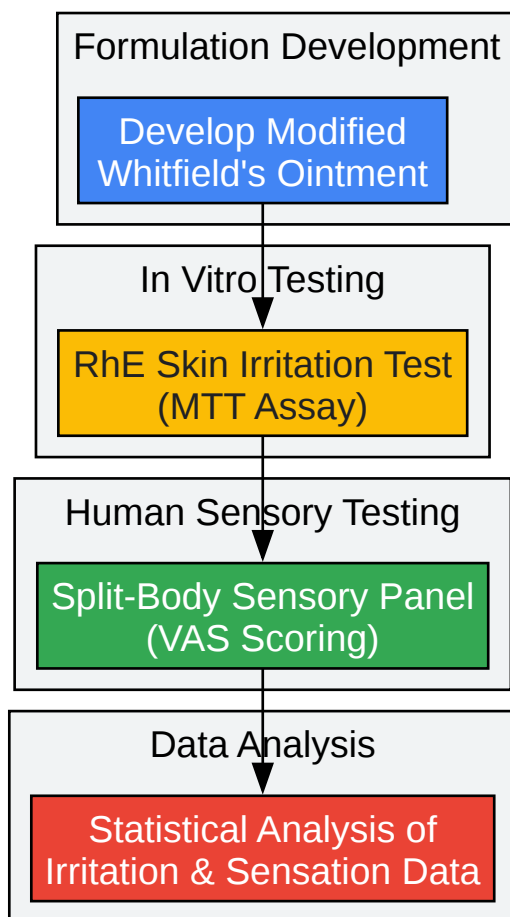 Formulation Development
Develop Modified
Whitfield's Ointment
In Vitro Testing
RhE Skin Irritation Test
(MTT Assay)
Human Sensory Testing
Split-Body Sensory Panel
(VAS Scoring)
Data Analysis
Statistical Analysis of
Irritation & Sensation Data